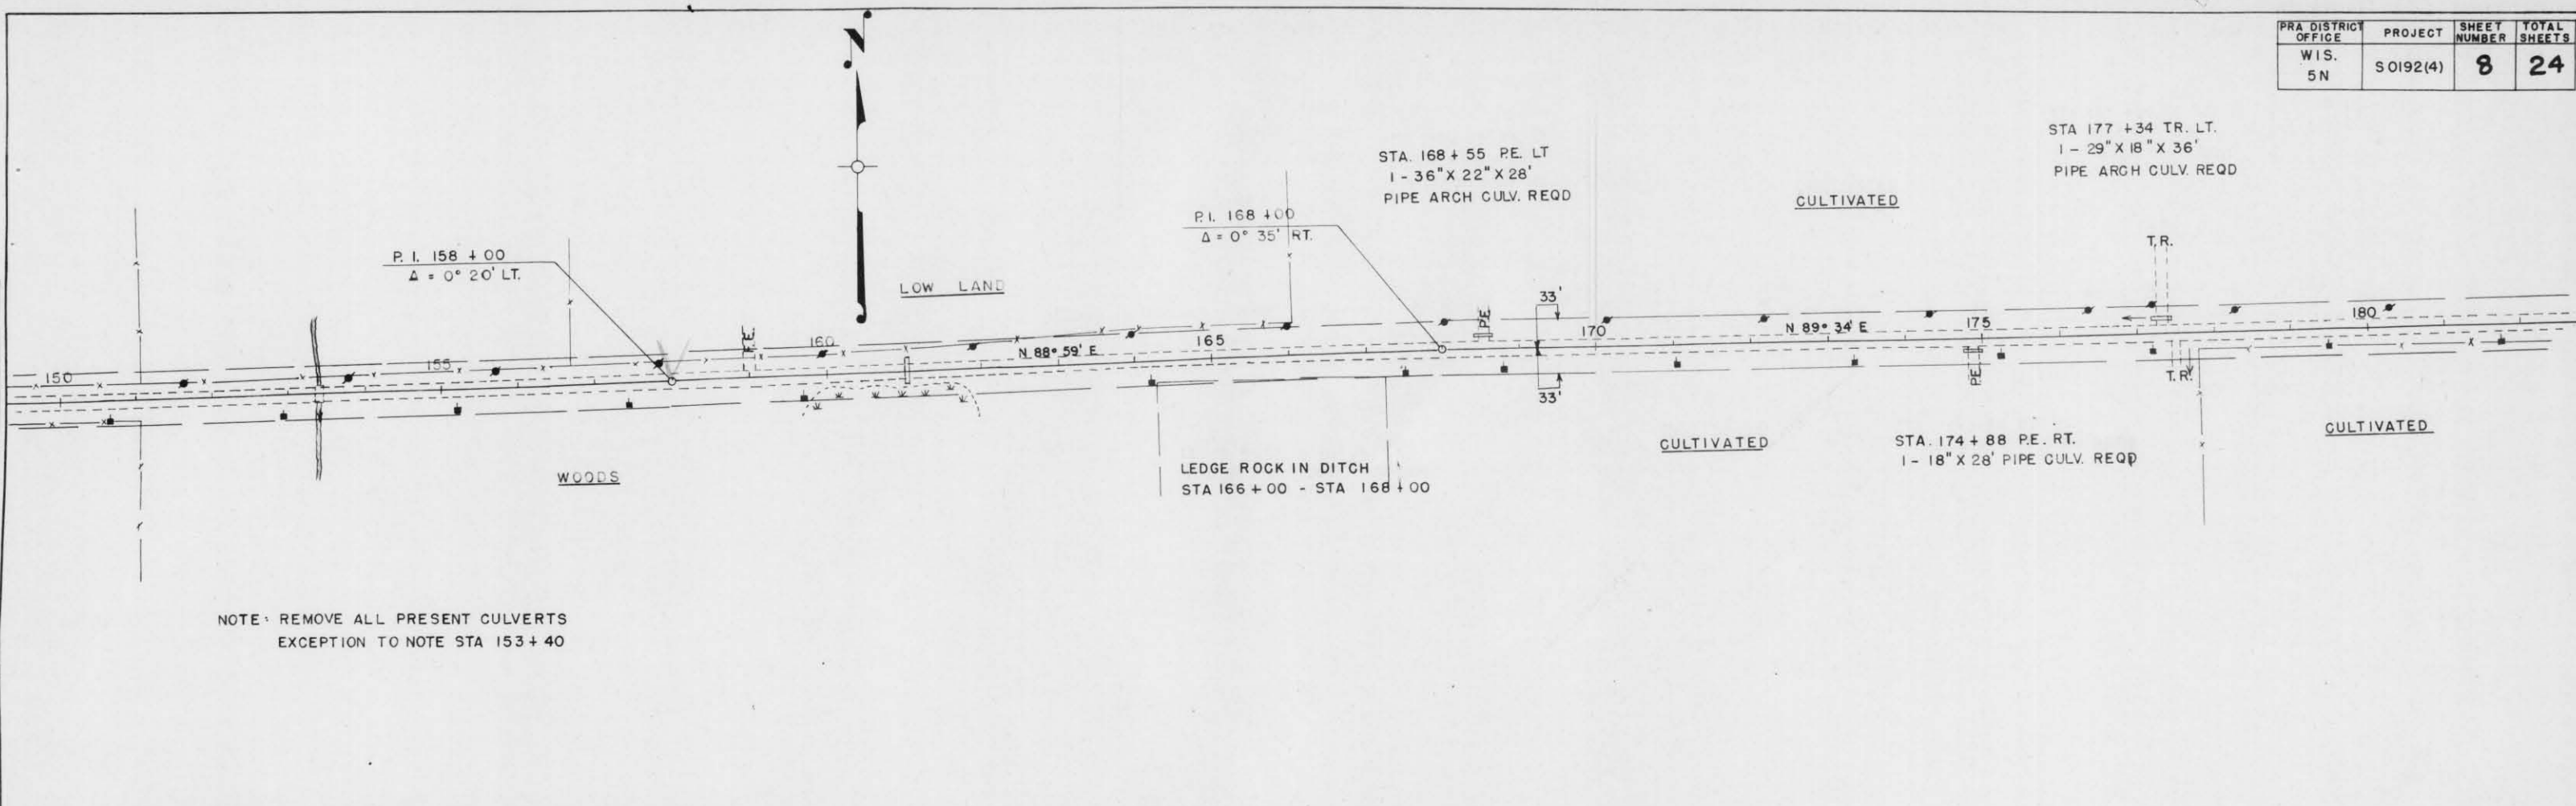 PRA DISTRICT OFFICE PROJECT SHEET NUMBER TOTAL SHEETS
WIS. 5N S 0192(4) 8 24
N
STA 177 +34 TR. LT.
1 - 29" X 18" X 36'
PIPE ARCH CULV. REQD
STA. 168 + 55 P.E. LT
1 - 36" X 22" X 28'
PIPE ARCH CULV. REQD
CULTIVATED
P.I. 168 +00
Δ = 0° 35' RT.
P. I. 158 + 00
Δ = 0° 20' LT.
LOW LAND
T.R.
33'
P.E.
150
155
F.E.
160
N 88° 59' E
165
170
N 89° 34' E
175
180
P.E.
T.R.
33'
WOODS
LEDGE ROCK IN DITCH
STA 166 + 00 - STA 168 + 00
CULTIVATED
STA. 174 + 88 P.E. RT.
1 - 18" X 28' PIPE CULV. REQD
CULTIVATED
NOTE: REMOVE ALL PRESENT CULVERTS
EXCEPTION TO NOTE STA 153 + 40